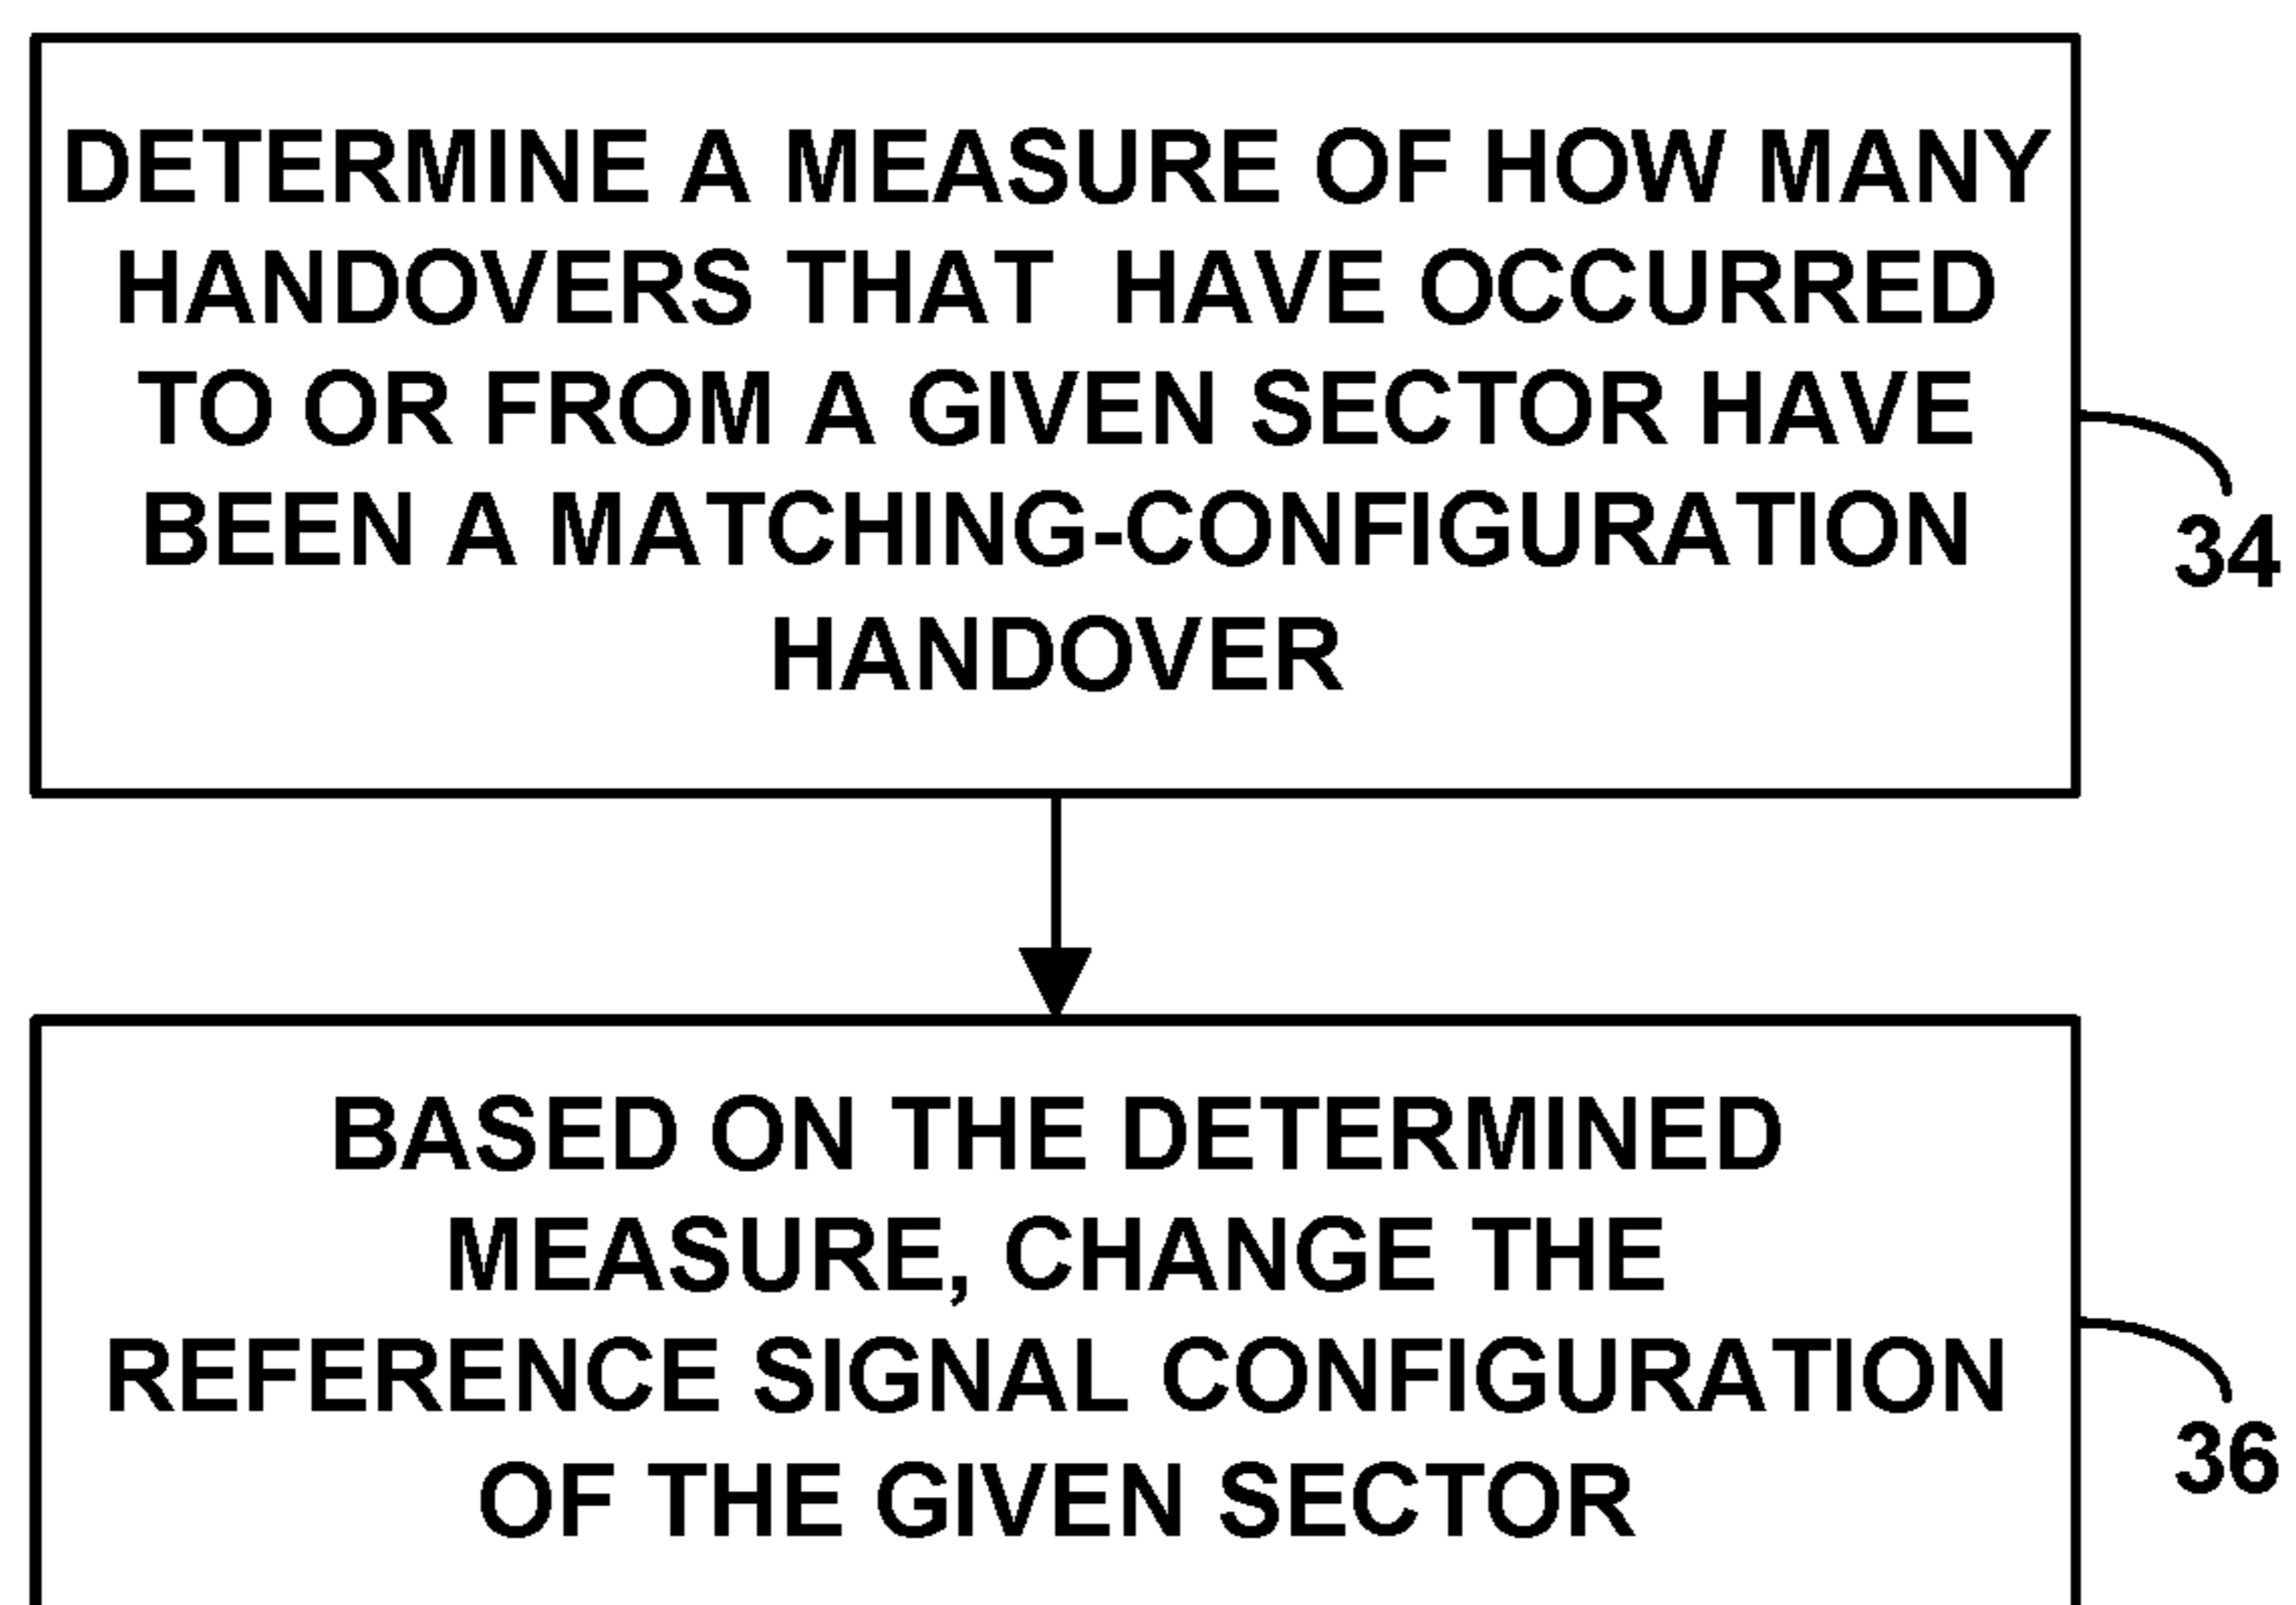 DETERMINE A MEASURE OF HOW MANY
HANDOVERS THAT HAVE OCCURRED
TO OR FROM A GIVEN SECTOR HAVE
BEEN A MATCHING-CONFIGURATION
HANDOVER
34
BASED ON THE DETERMINED
MEASURE, CHANGE THE
REFERENCE SIGNAL CONFIGURATION
OF THE GIVEN SECTOR
36